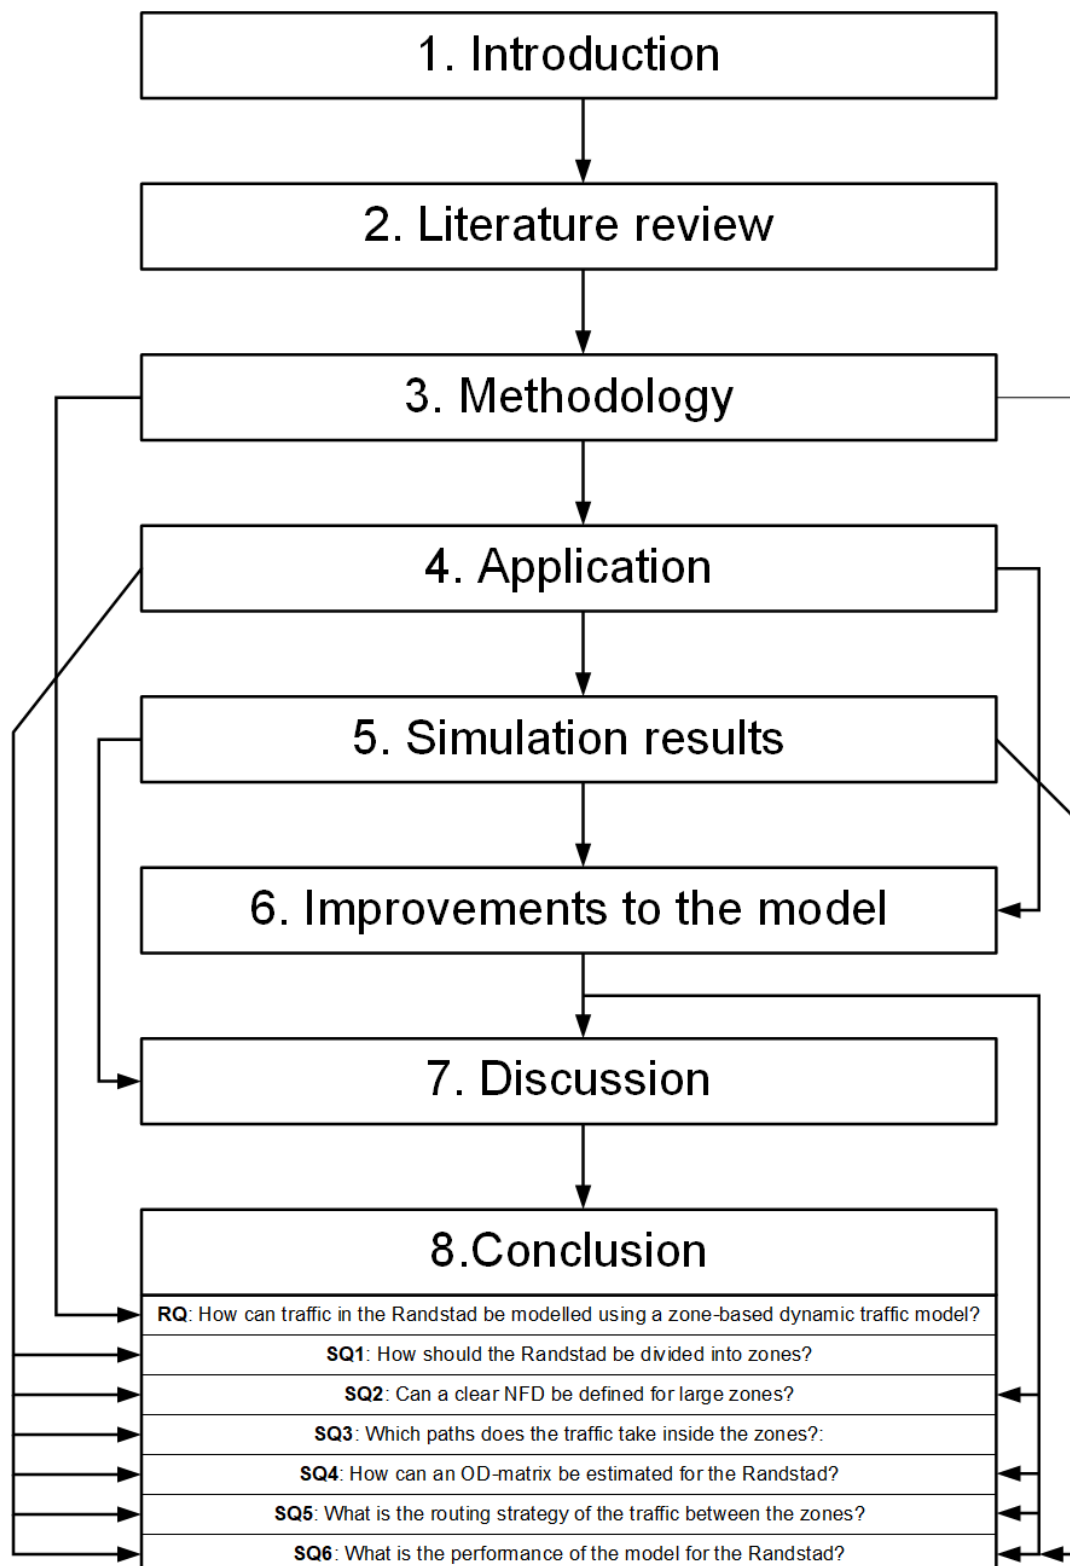 1. Introduction
2. Literature review
3. Methodology
4. Application
5. Simulation results
6. Improvements to the model
7. Discussion
8.Conclusion
RQ: How can traffic in the Randstad be modelled using a zone-based dynamic traffic model?
SQ1: How should the Randstad be divided into zones?
SQ2: Can a clear NFD be defined for large zones?
SQ3: Which paths does the traffic take inside the zones?:
SQ4: How can an OD-matrix be estimated for the Randstad?
SQ5: What is the routing strategy of the traffic between the zones?
SQ6: What is the performance of the model for the Randstad?